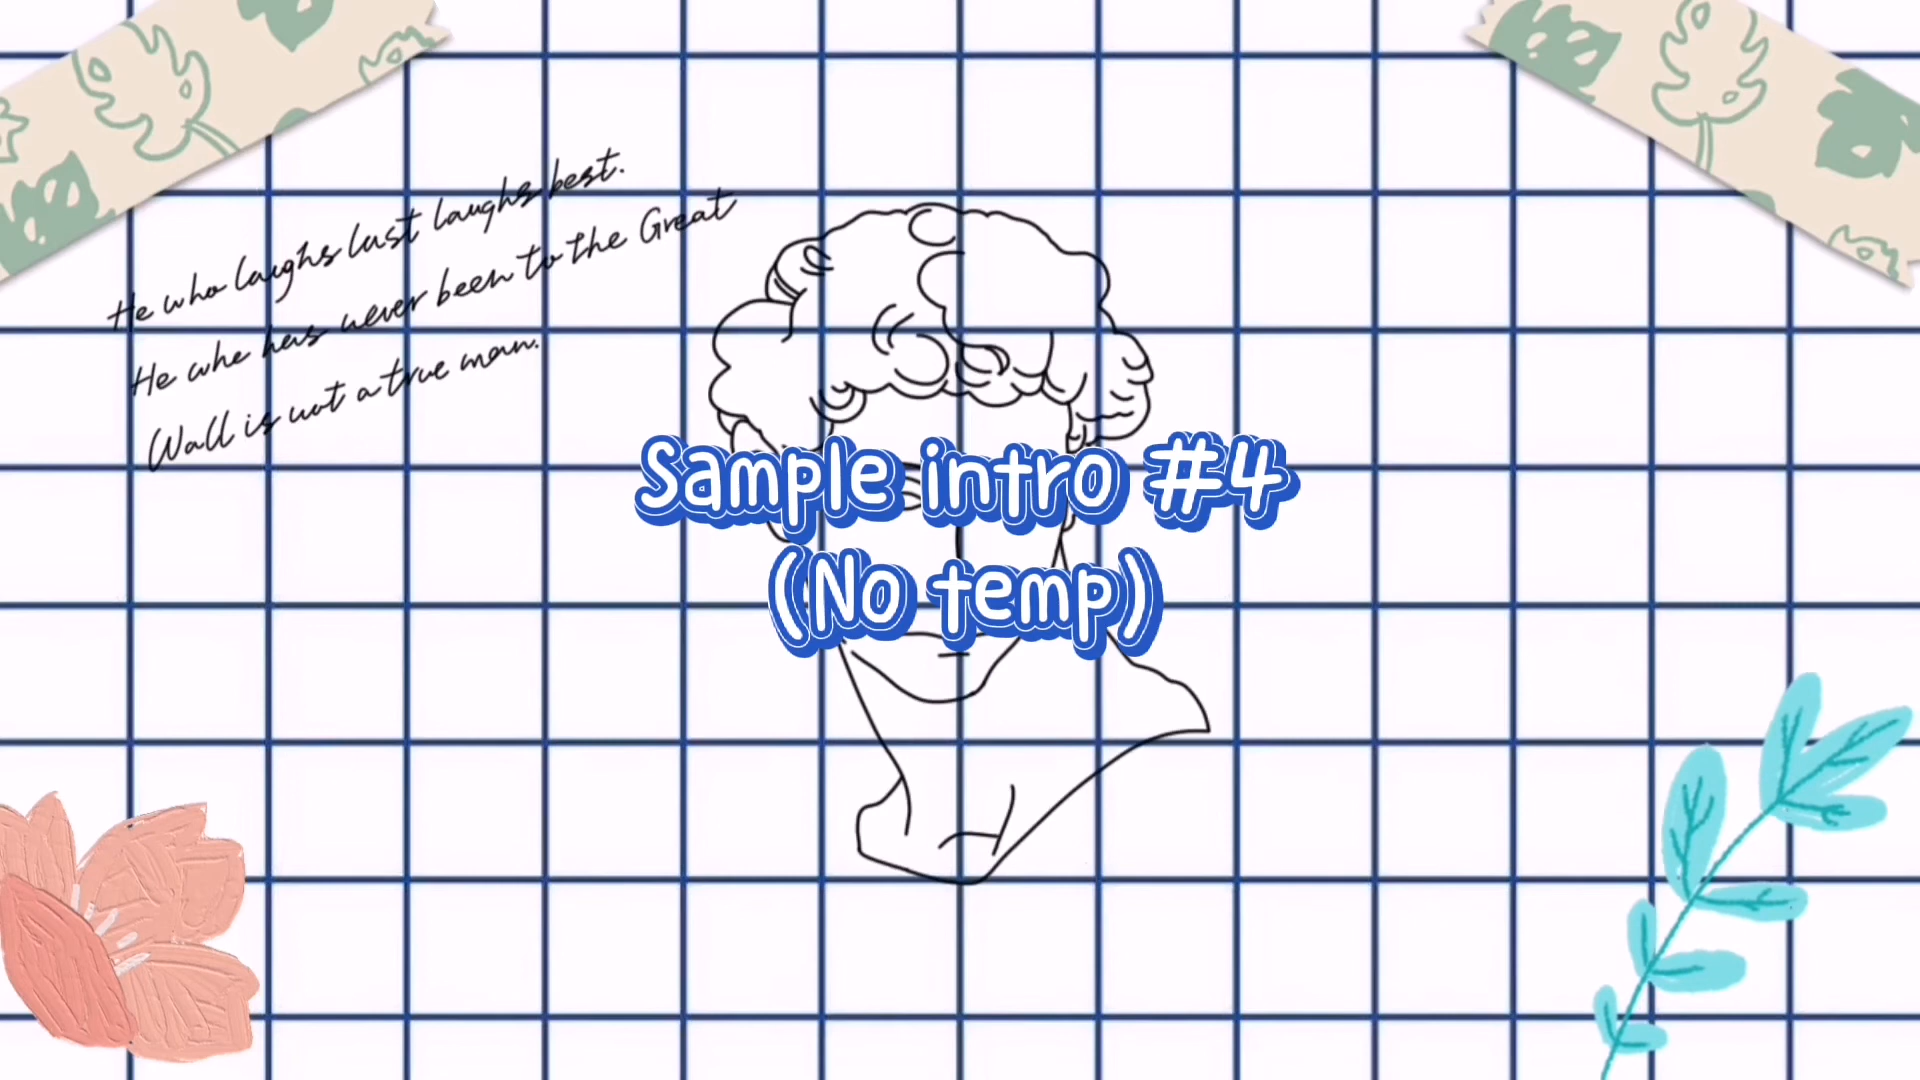 He who laughs last laughs best.
He whe has never been to the Great
Wall is not a true man.
Sample intro #4
(No temp)